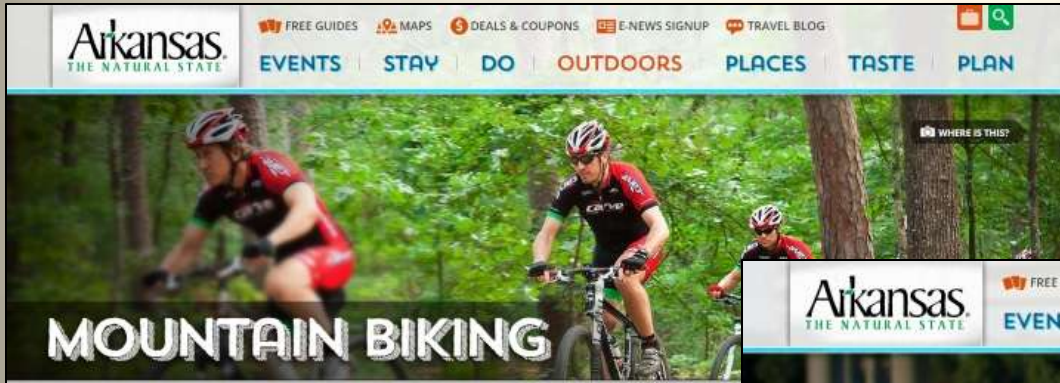 Arkansas
THE NATURAL STATE
FREE GUIDES MAPS DEALS & COUPONS E-NEWS SIGNUP TRAVEL BLOG
EVENTS STAY DO OUTDOORS PLACES TASTE PLAN
WHERE IS THIS?
carve
MOUNTAIN BIKING
Arkansas
THE NATURAL STATE
FREE
EVEN